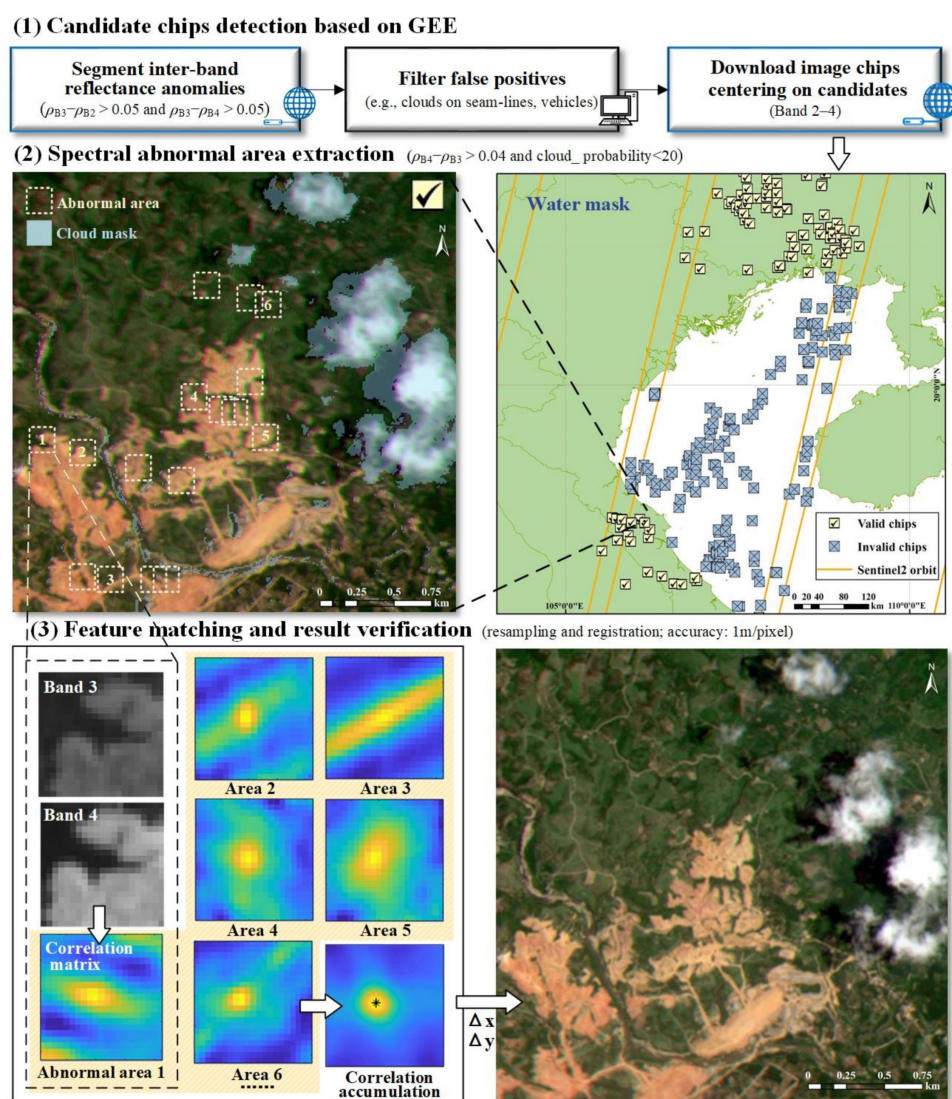 (1) Candidate chips detection based on GEE
Segment inter-band
reflectance anomalies
(ρB3−ρB2 > 0.05 and ρB3−ρB4 > 0.05)
Filter false positives
(e.g., clouds on seam-lines, vehicles)
Download image chips
centering on candidates
(Band 2–4)
(2) Spectral abnormal area extraction (ρB4−ρB3 > 0.04 and cloud_ probability<20)
Abnormal area
Cloud mask
N
6
4
5
1
2
3
0 0.25 0.5 0.75
km
Water mask
N
20°0'0"N
Valid chips
Invalid chips
Sentinel2 orbit
0 20 40 80 120
km
105°0'0"E
110°0'0"E
(3) Feature matching and result verification (resampling and registration; accuracy: 1m/pixel)
Band 3
Band 4
Correlation
matrix
Abnormal area 1
Area 2
Area 3
Area 4
Area 5
Area 6
......
Correlation
accumulation
Δ x
Δ y
N
0 0.25 0.5 0.75
km